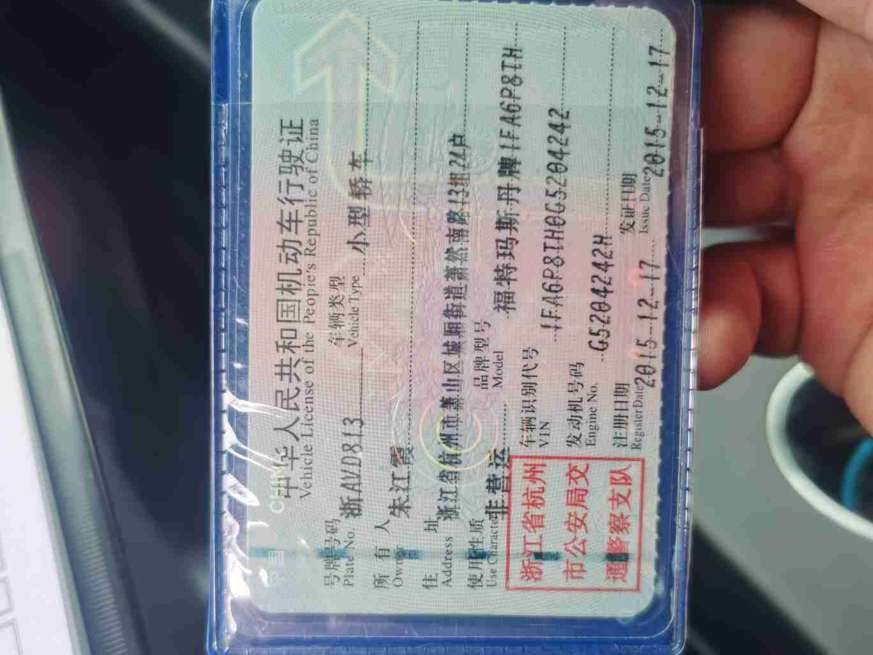 中华人民共和国机动车行驶证
Vehicle License of the People's Republic of China
号牌号码 浙AVD813 车辆类型 小型轿车
Plate No. Vehicle Type
所有人 朱江霞
Owner
住址 浙江省杭州市萧山区城厢街道萧然南路13组24户
Address
使用性质 非营运 品牌型号 福特玛斯丹牌1FA6P8TH
Use Character Model
车辆识别代号 1FA6P8TH0G5204242
VIN
发动机号码 G5204242H
Engine No.
注册日期 2015-12-17 发证日期 2015-12-17
Register Date Issue Date
浙江省杭州
市公安局交
通警察支队